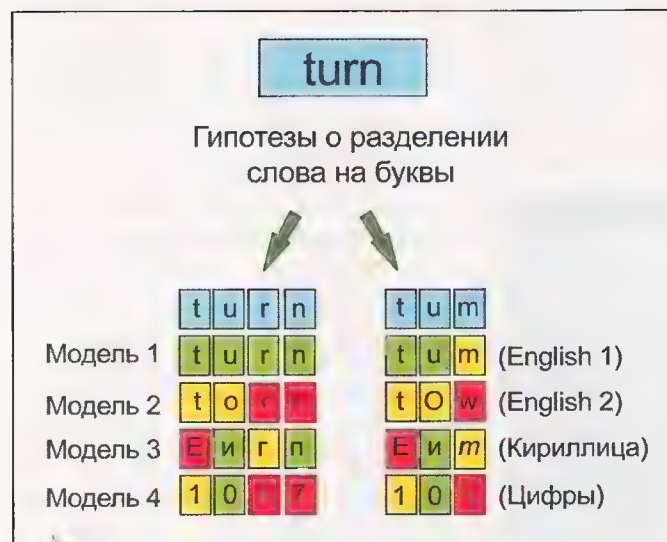 turn
Гипотезы о разделении
слова на буквы
t u r n t u m
Модель 1 t u r n t u m (English 1)
Модель 2 t o t O w (English 2)
Модель 3 Е и г п Е и т (Кириллица)
Модель 4 1 0 7 1 0 (Цифры)